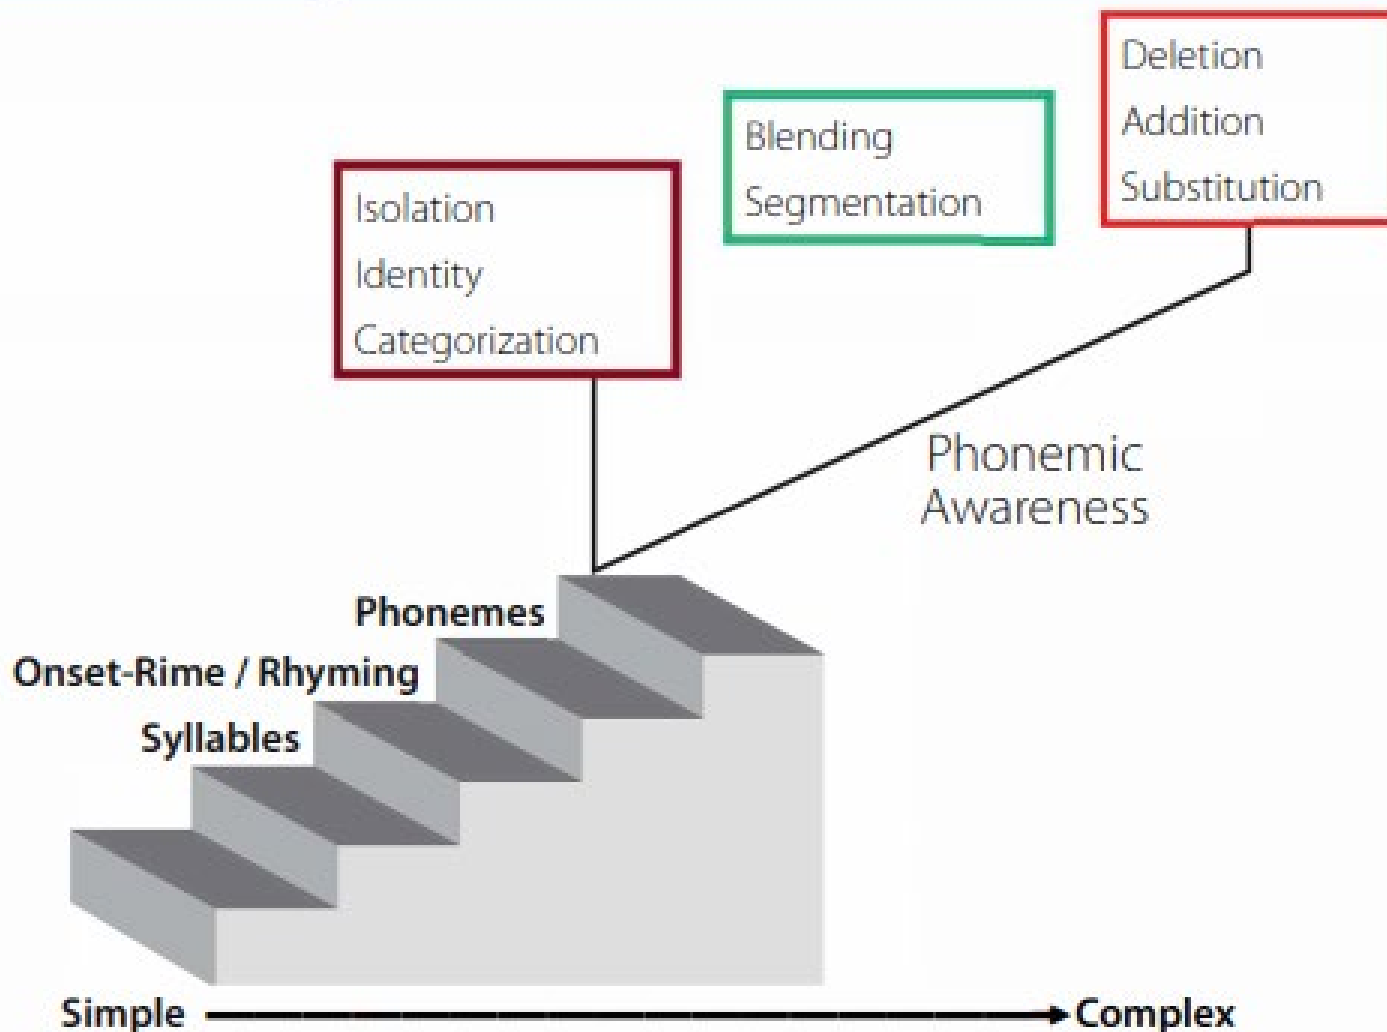 Deletion
Addition
Substitution
Blending
Segmentation
Isolation
Identity
Categorization
Phonemic
Awareness
Phonemes
Onset-Rime / Rhyming
Syllables
Simple
Complex